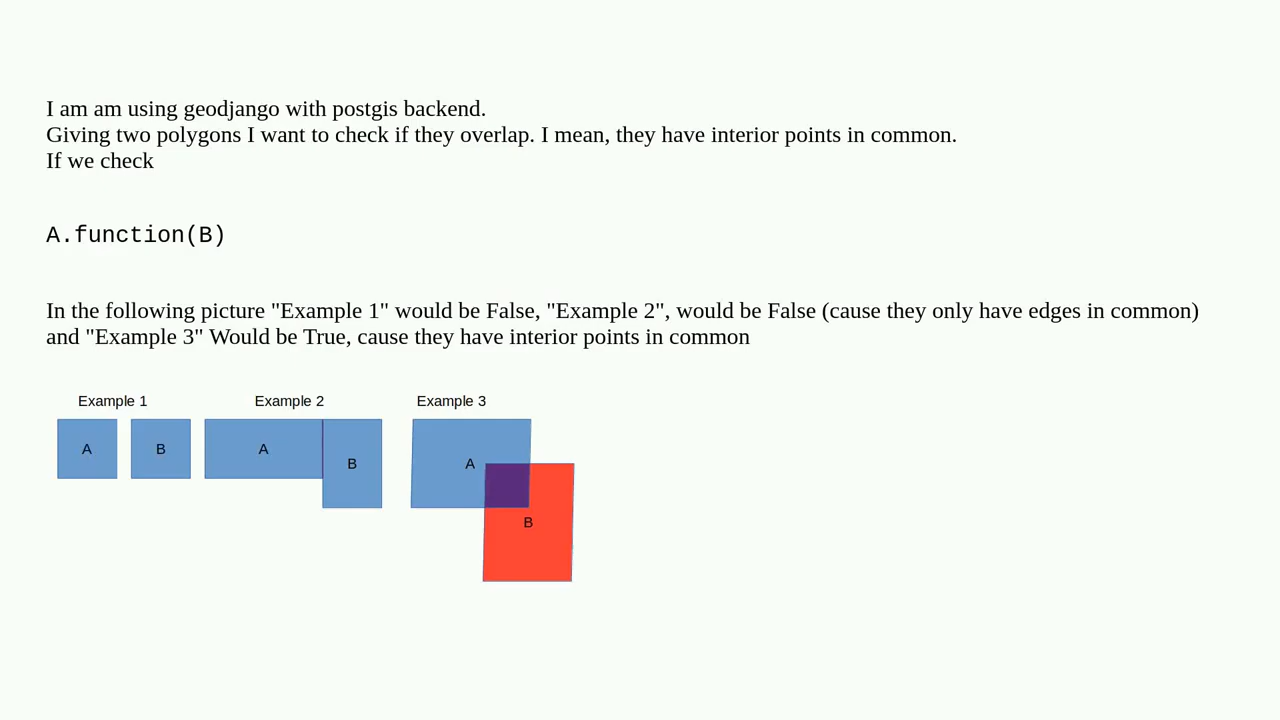 I am am using geodjango with postgis backend.
Giving two polygons I want to check if they overlap. I mean, they have interior points in common.
If we check
A.function(B)
In the following picture "Example 1" would be False, "Example 2", would be False (cause they only have edges in common)
and "Example 3" Would be True, cause they have interior points in common
Example 1
Example 2
Example 3
A
B
A
B
A
B